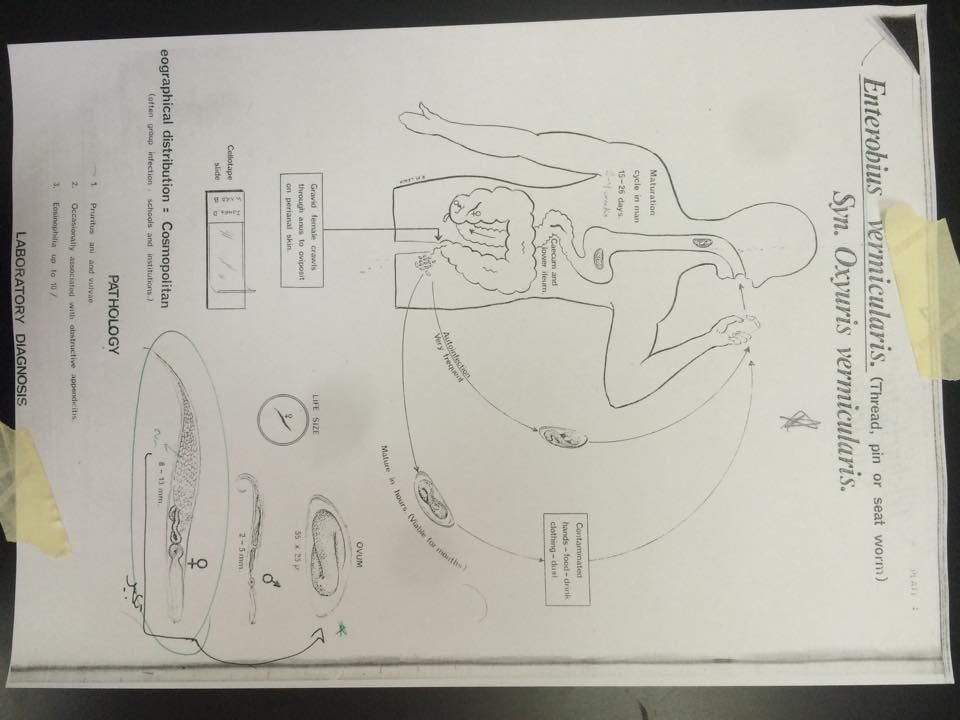 PLATE
Enterobius vermicularis. (Thread, pin or seat worm)
Syn. Oxyuris vermicularis.
Maturation
cycle in man
15-26 days.
Caecum and
lower ileum.
Gravid female crawls
through anus to oviposit
on perianal skin.
Autoinfection
Very frequent
Contaminated
hands-food-drink
clothing-dust.
Mature in hours. (Viable for mouths)
Cellotape
slide
LIFE SIZE
♀
OVUM
55 x 25 μ
♂
2-5 mm.
♀
8-13 mm.
eographical distribution = Cosmopolitan
(often group infection, schools and institutions.)
PATHOLOGY
1. Pruritus ani and vulvae.
2. Occasionally associated with obstructive appendicitis.
3. Eosinophilia up to 10%.
LABORATORY DIAGNOSIS